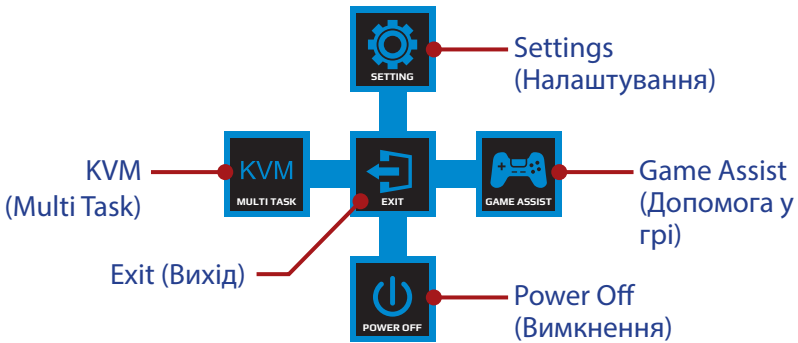 SETTING
Settings
(Налаштування)
KVM
(Multi Task)
KVM
MULTI TASK
EXIT
GAME ASSIST
Game Assist
(Допомога у
грі)
Exit (Вихід)
POWER OFF
Power Off
(Вимкнення)